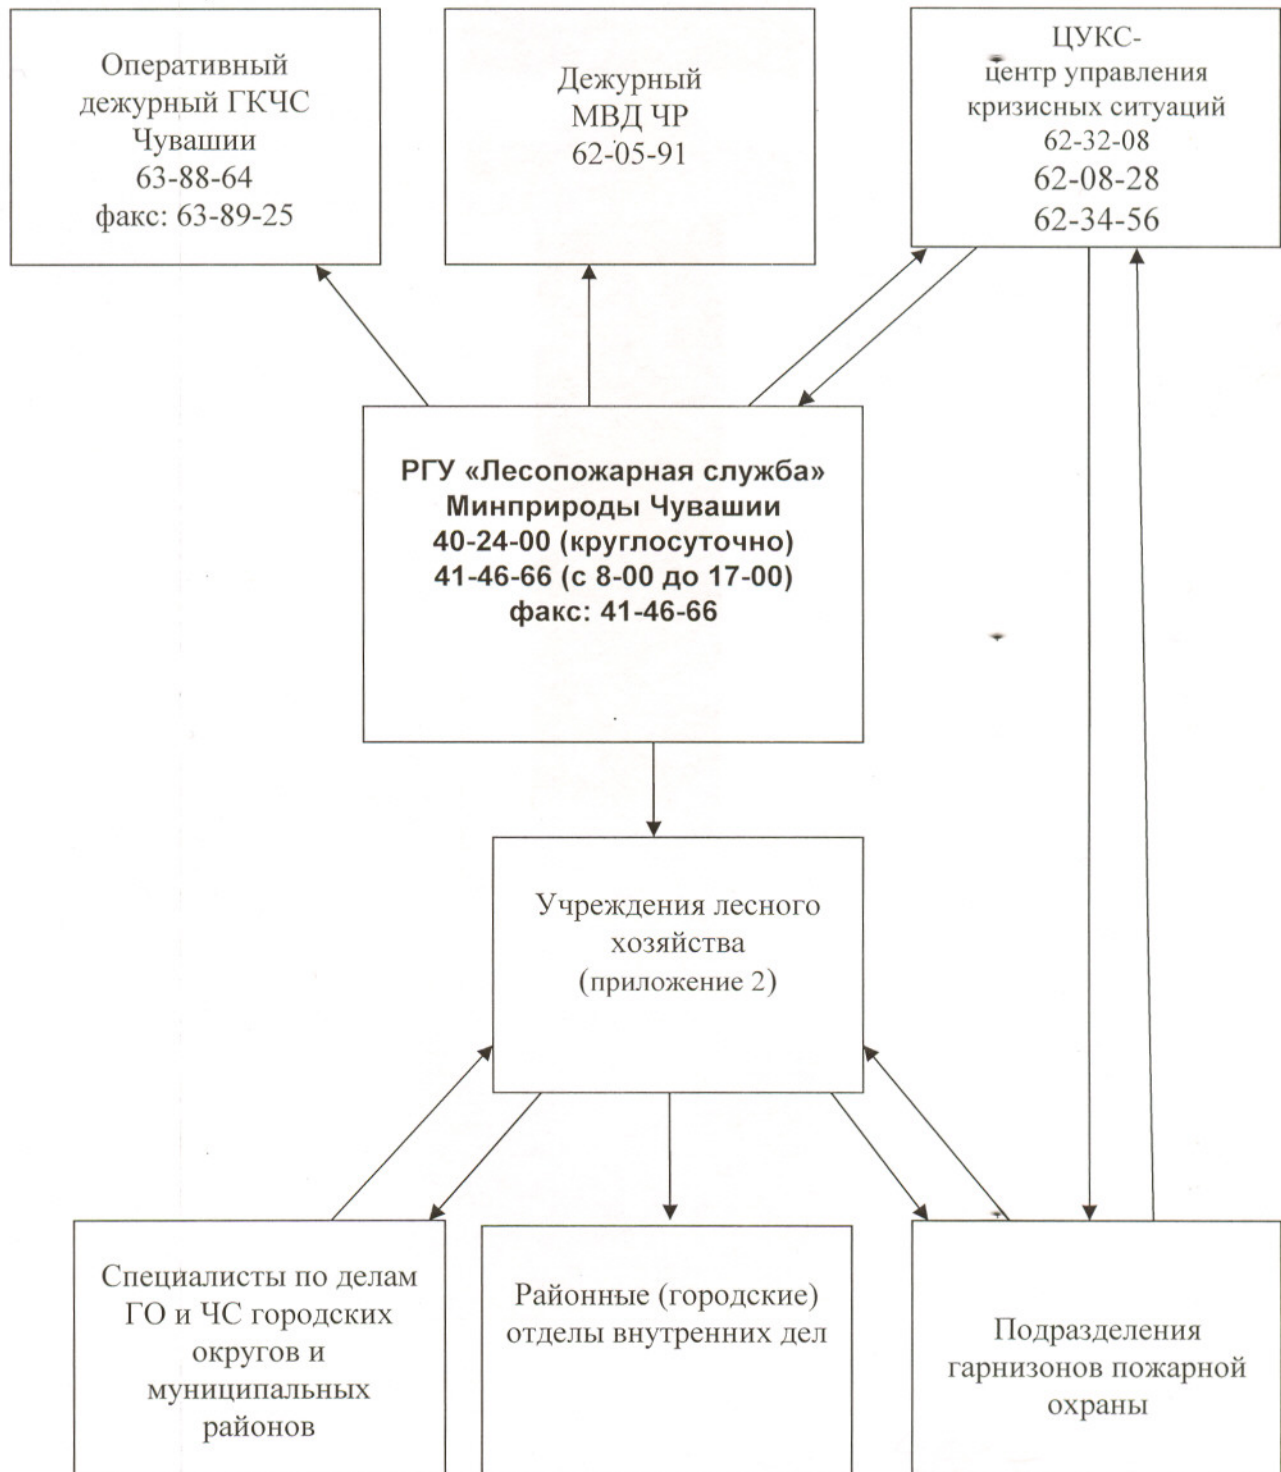 Оперативный
дежурный ГКЧС
Чувашии
63-88-64
факс: 63-89-25
Дежурный
МВД ЧР
62-05-91
ЦУКС-
центр управления
кризисных ситуаций
62-32-08
62-08-28
62-34-56
РГУ «Лесопожарная служба»
Минприроды Чувашии
40-24-00 (круглосуточно)
41-46-66 (с 8-00 до 17-00)
факс: 41-46-66
Учреждения лесного
хозяйства
(приложение 2)
Специалисты по делам
ГО и ЧС городских
округов и
муниципальных
районов
Районные (городские)
отделы внутренних дел
Подразделения
гарнизонов пожарной
охраны